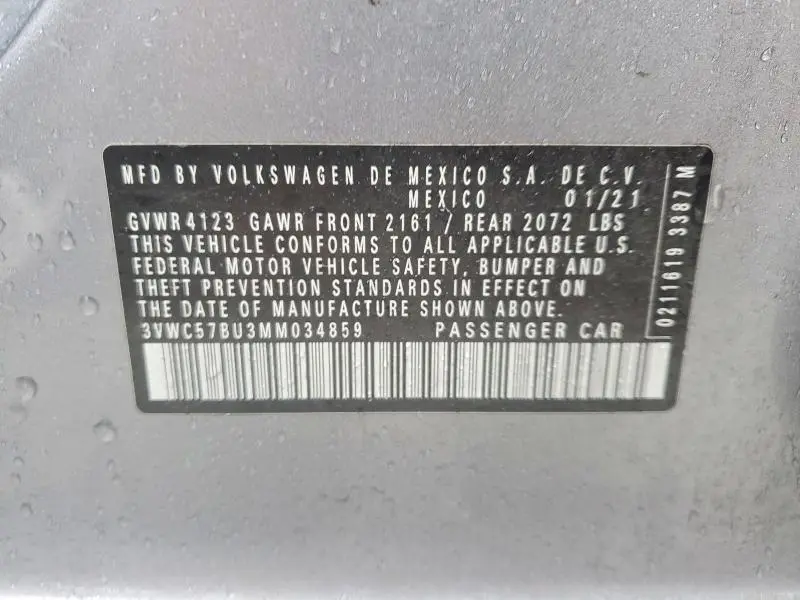 MFD BY VOLKSWAGEN DE MEXICO S.A. DE C.V.
MEXICO 01/21
GVWR 4123 GAWR FRONT 2161 / REAR 2072 LBS
THIS VEHICLE CONFORMS TO ALL APPLICABLE U.S.
FEDERAL MOTOR VEHICLE SAFETY, BUMPER AND
THEFT PREVENTION STANDARDS IN EFFECT ON
THE DATE OF MANUFACTURE SHOWN ABOVE.
3VWC57BU3MM034859 PASSENGER CAR
0211619 3387 M